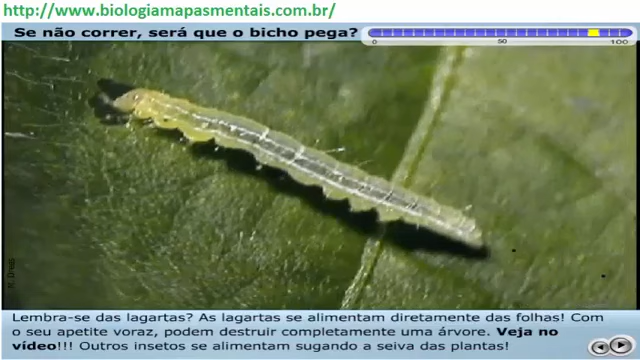 http://www.biologiamapasmentais.com.br/
Se não correr, será que o bicho pega?
0 50 100
Lembra-se das lagartas? As lagartas se alimentam diretamente das folhas! Com
o seu apetite voraz, podem destruir completamente uma árvore. Veja no
vídeo!!! Outros insetos se alimentam sugando a seiva das plantas!